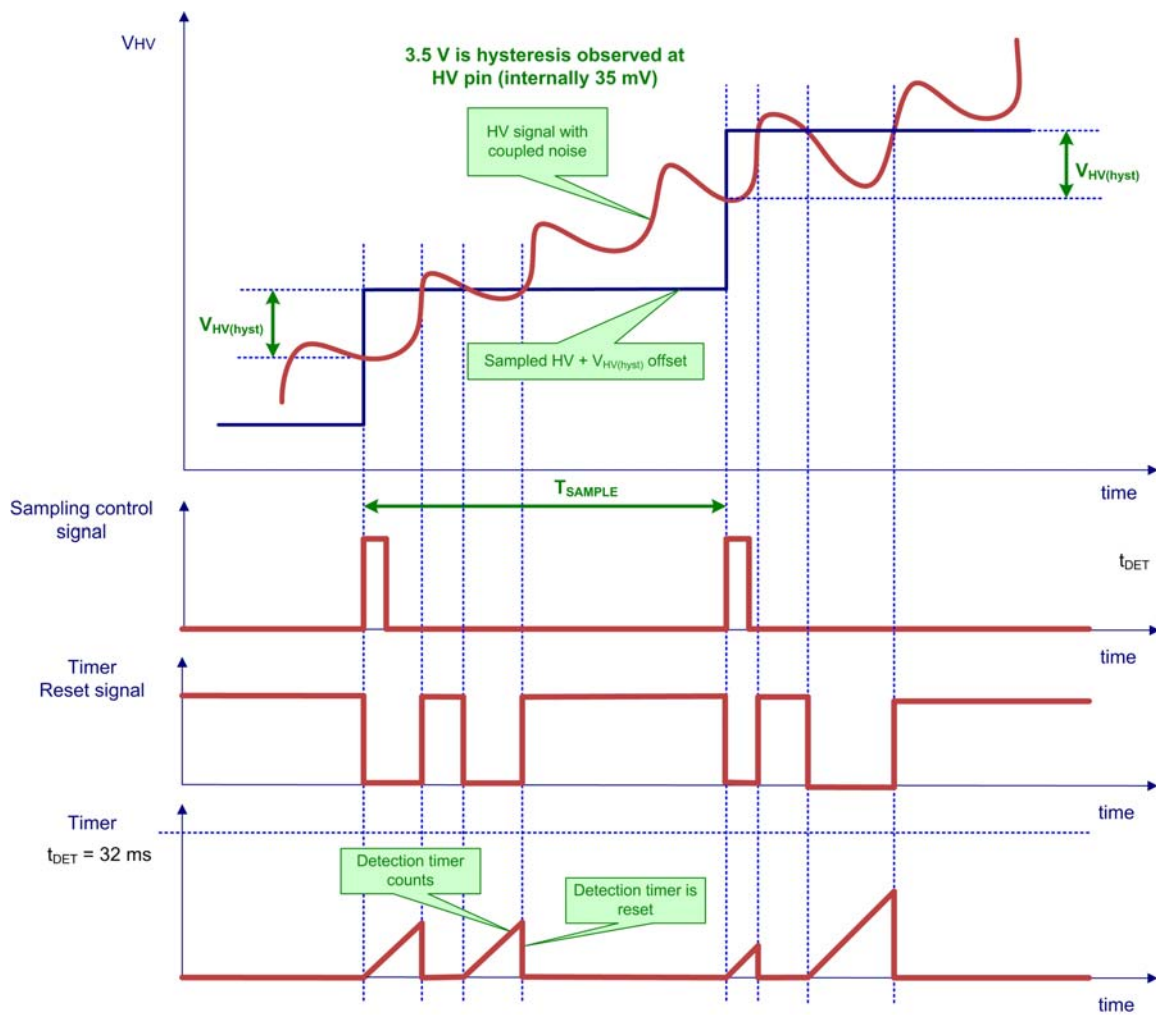 VHV
3.5 V is hysteresis observed at
HV pin (internally 35 mV)
HV signal with
coupled noise
VHV(hyst)
VHV(hyst)
Sampled HV + VHV(hyst) offset
time
TSAMPLE
Sampling control
signal
tDET
time
Timer
Reset signal
time
Timer
tDET = 32 ms
Detection timer
counts
Detection timer is
reset
time